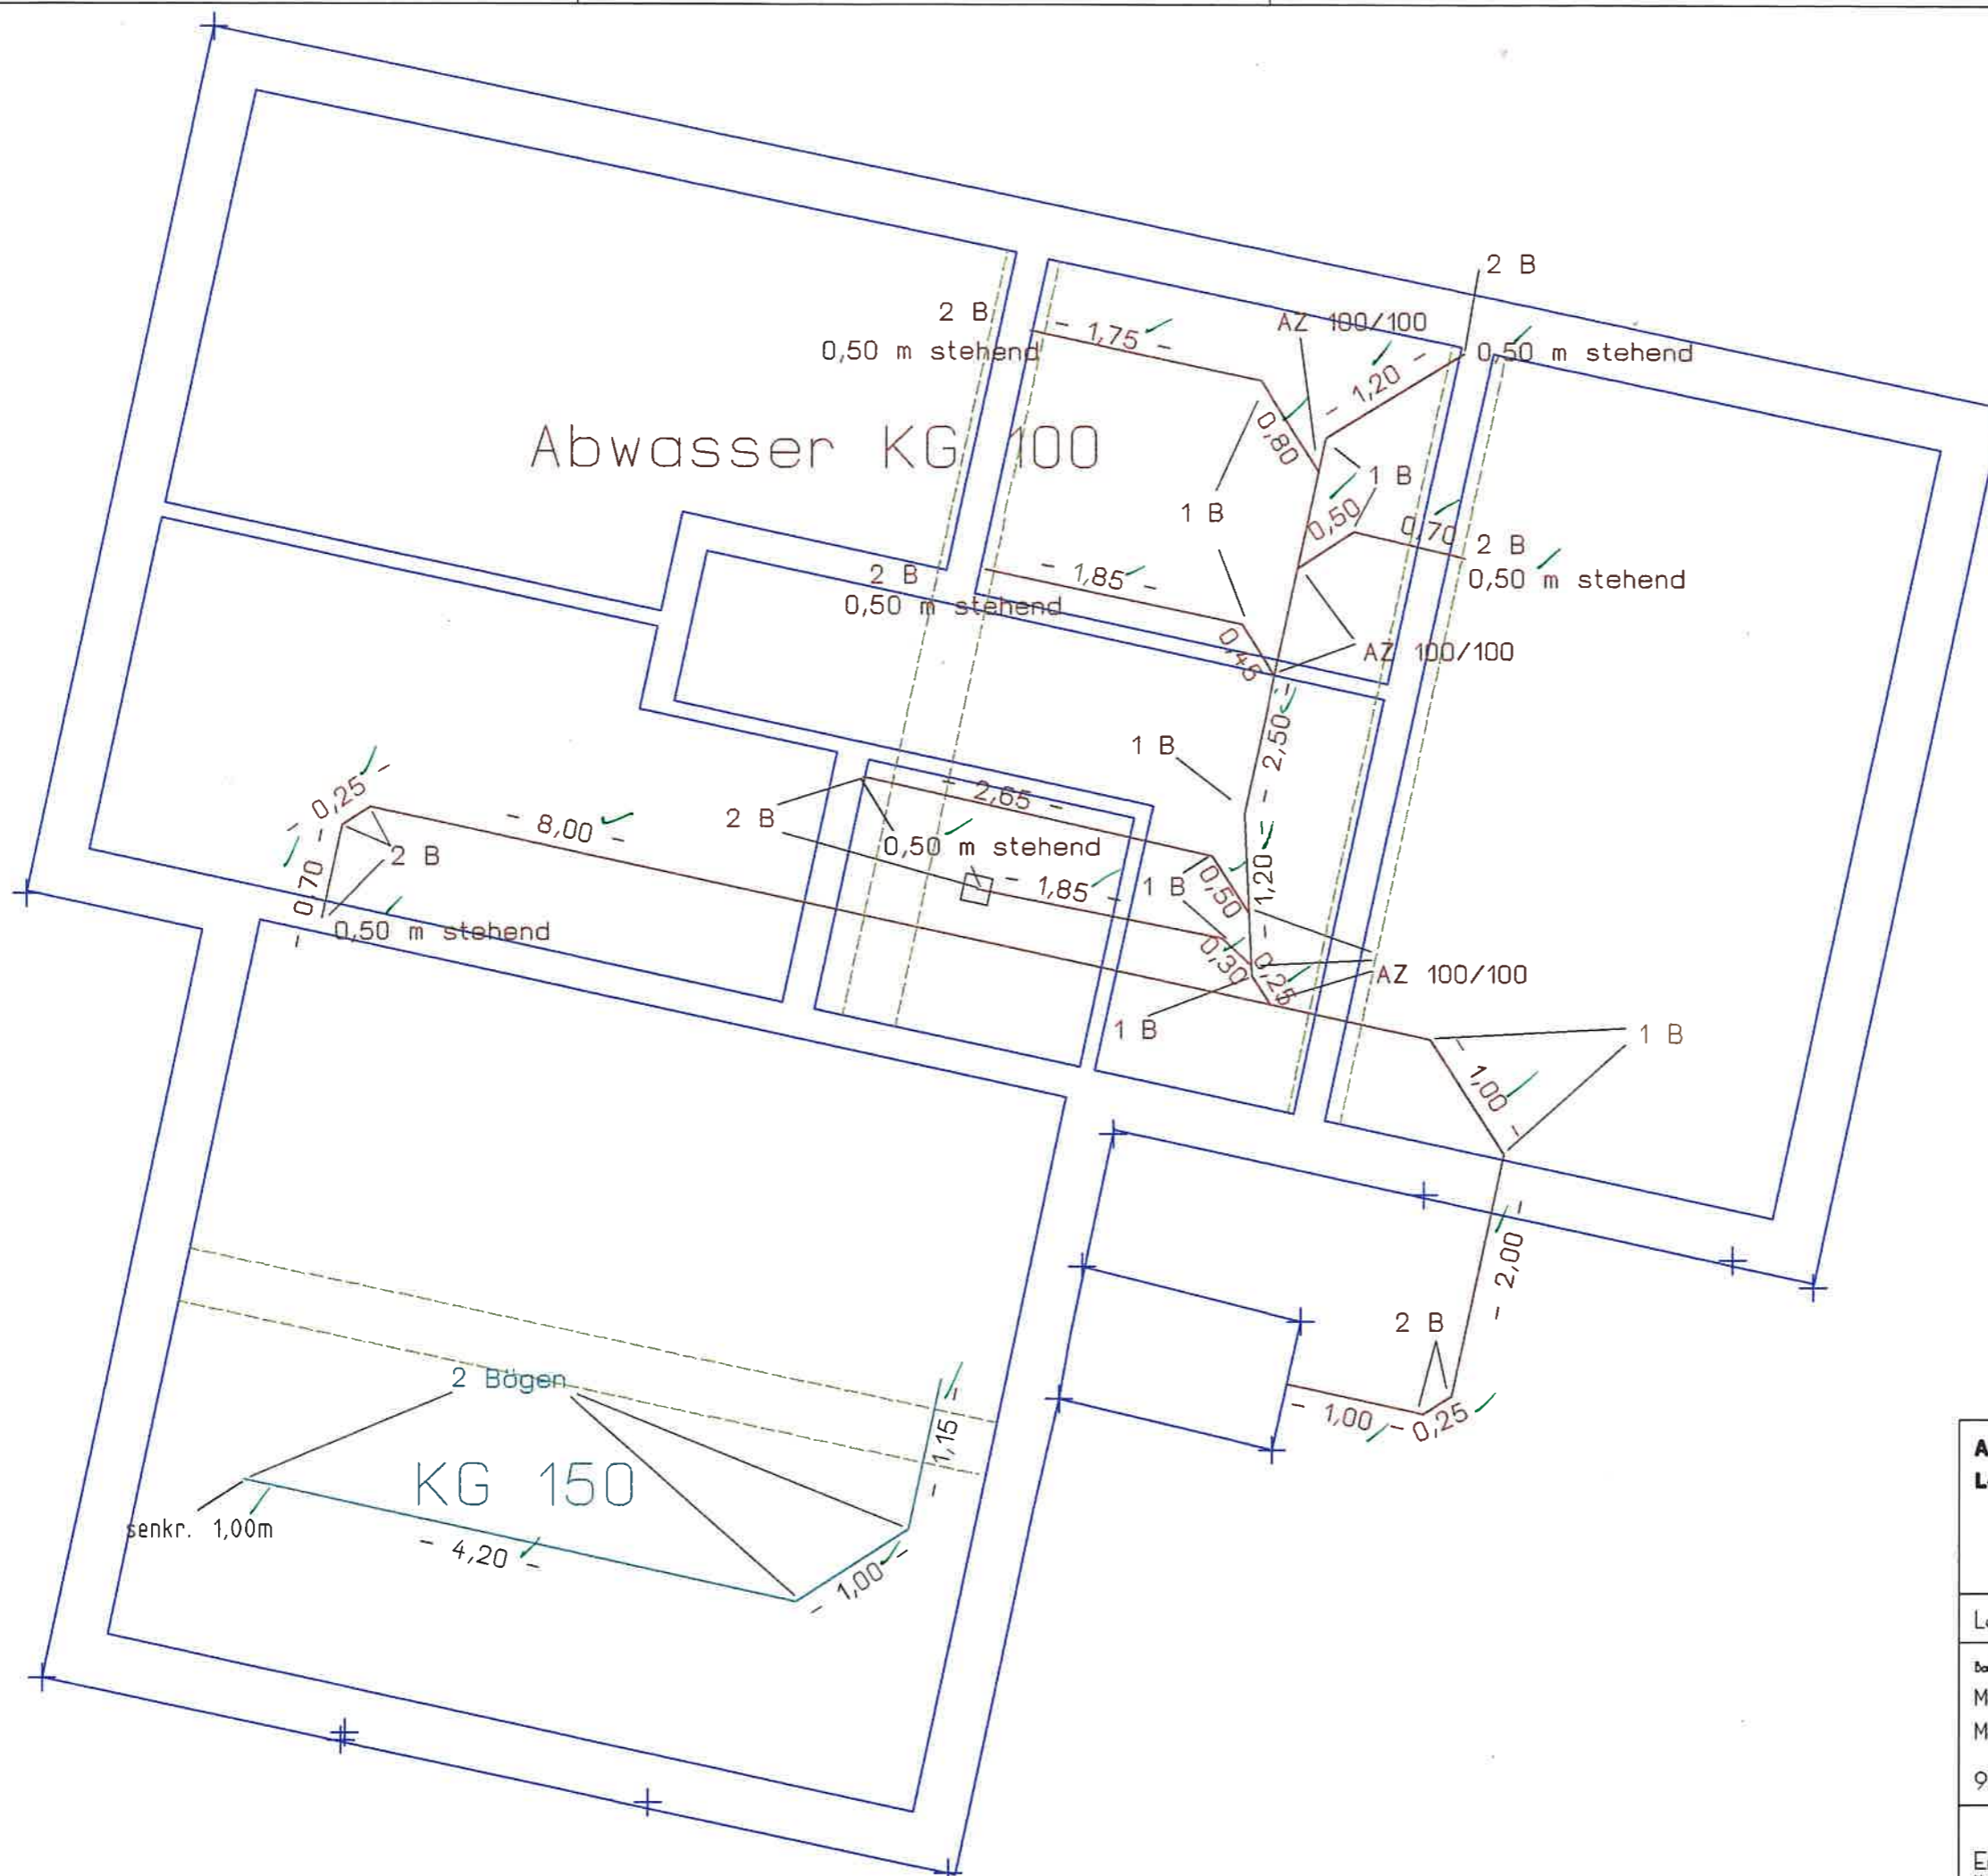 2 B
2 B
0,50 m stehend
- 1,75 -
AZ 100/100
- 1,20 -
0,50 m stehend
0,80
Abwasser KG 100
1 B
1 B
0,50
0,70
2 B
0,50 m stehend
2 B
0,50 m stehend
- 1,85 -
0,45
AZ 100/100
- 2,50 -
1 B
- 0,25 -
- 8,00 -
2 B
- 2,65 -
2 B
0,50 m stehend
- 1,20 -
- 0,70 -
0,50 m stehend
- 1,85 -
1 B
0,50
0,30
0,25
AZ 100/100
1 B
1 B
- 1,00 -
- 2,00 -
2 B
- 1,00 -
0,25
2 Bögen
- 1,15 -
KG 150
senkr. 1,00m
- 4,20 -
- 1,00 -